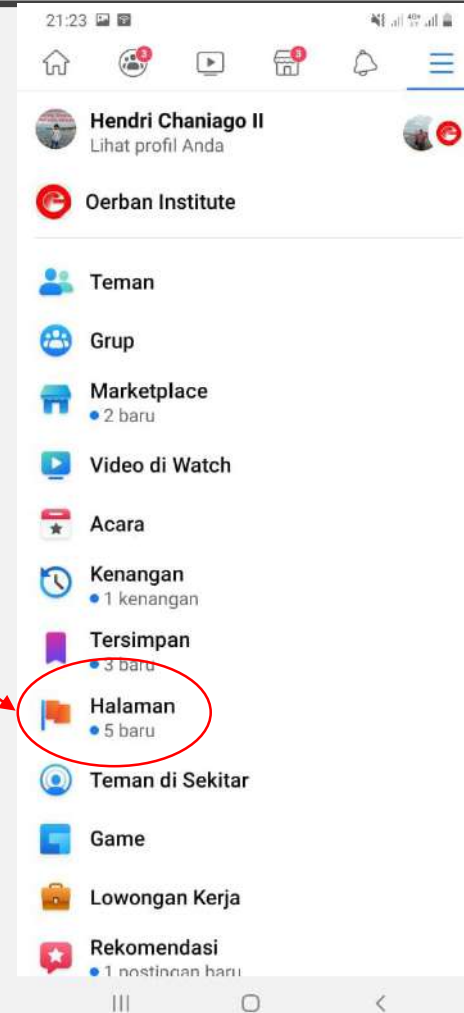 21:23
3
3
Hendri Chaniago II
Lihat profil Anda
Oerban Institute
Teman
Grup
Marketplace
2 baru
Video di Watch
Acara
Kenangan
1 kenangan
Tersimpan
3 baru
Halaman
5 baru
Teman di Sekitar
Game
Lowongan Kerja
Rekomendasi
1 postingan baru